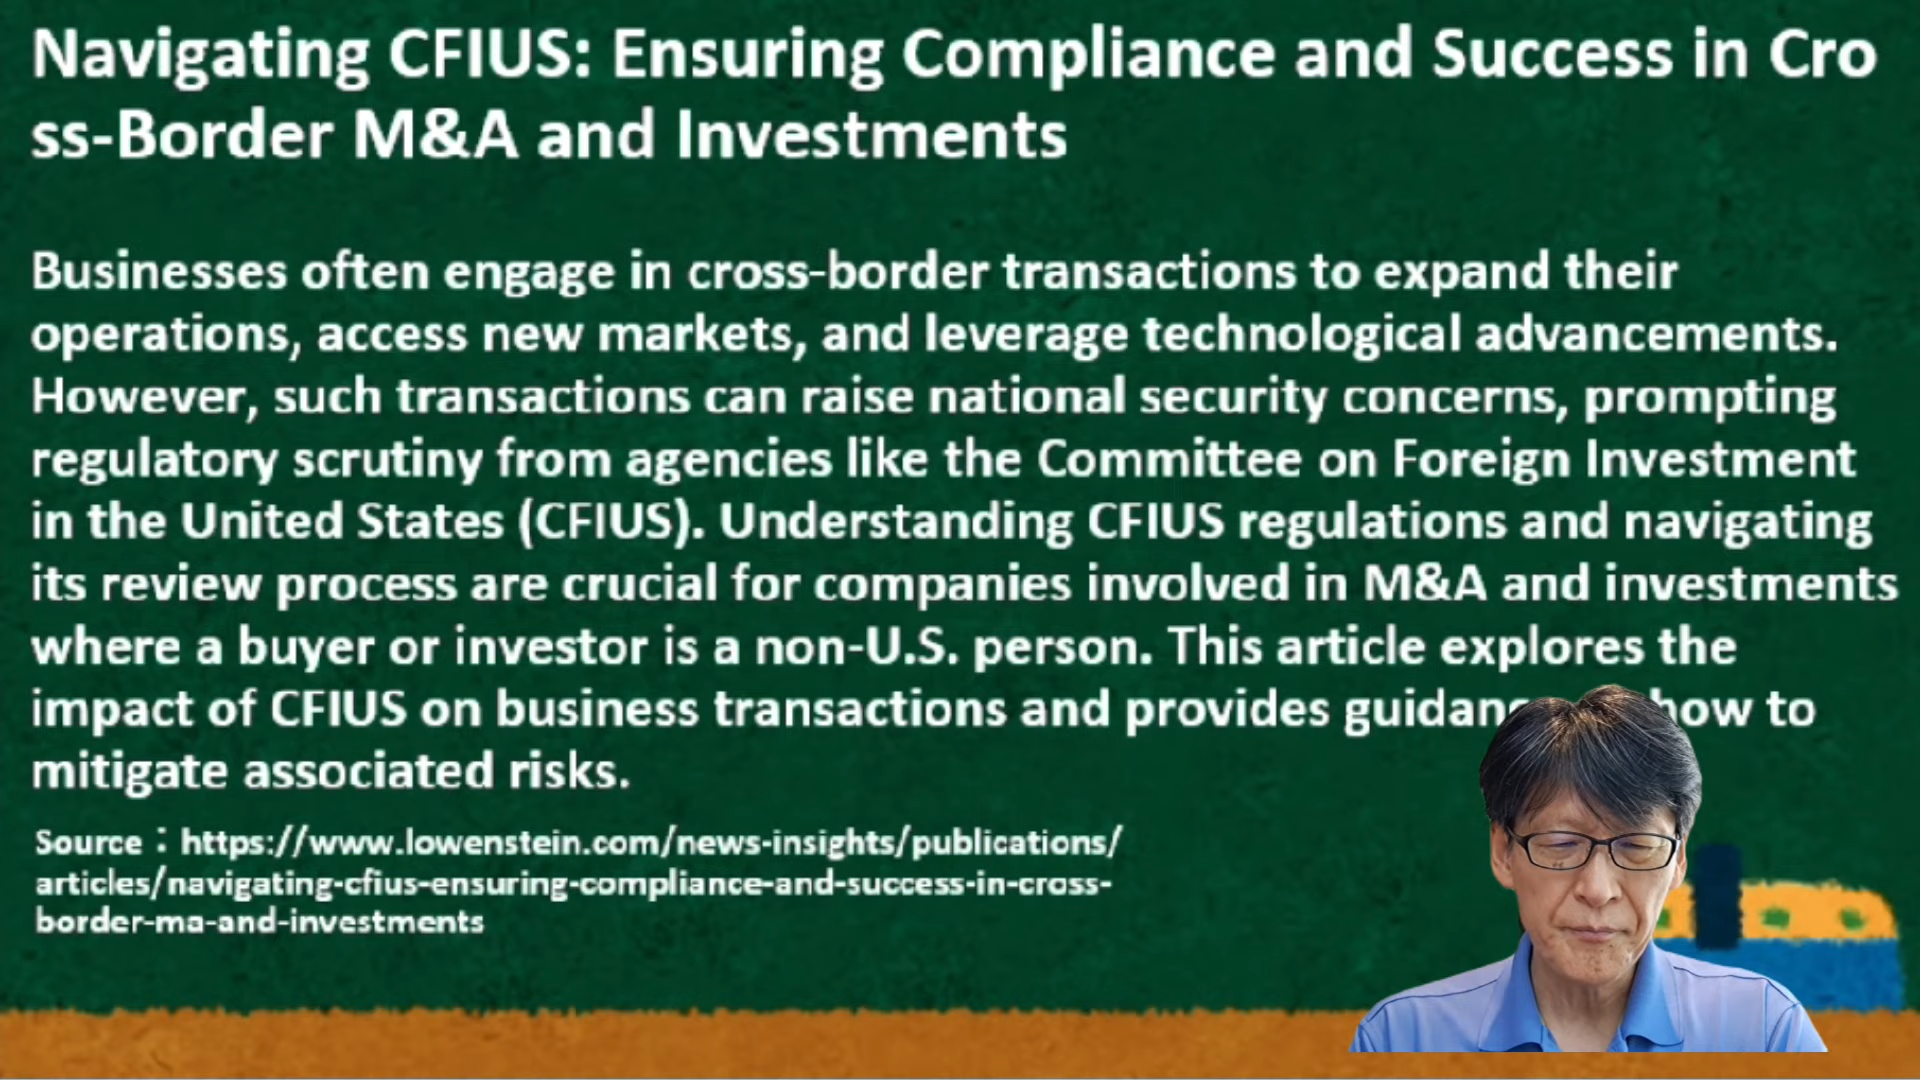 Navigating CFIUS: Ensuring Compliance and Success in Cro
ss-Border M&A and Investments
Businesses often engage in cross-border transactions to expand their
operations, access new markets, and leverage technological advancements.
However, such transactions can raise national security concerns, prompting
regulatory scrutiny from agencies like the Committee on Foreign Investment
in the United States (CFIUS). Understanding CFIUS regulations and navigating
its review process are crucial for companies involved in M&A and investments
where a buyer or investor is a non-U.S. person. This article explores the
impact of CFIUS on business transactions and provides how to
mitigate associated risks.
Source：https://www.lowenstein.com/news-insights/publications/
articles/navigating-cfius-ensuring-compliance-and-success-in-cross-
border-ma-and-investments